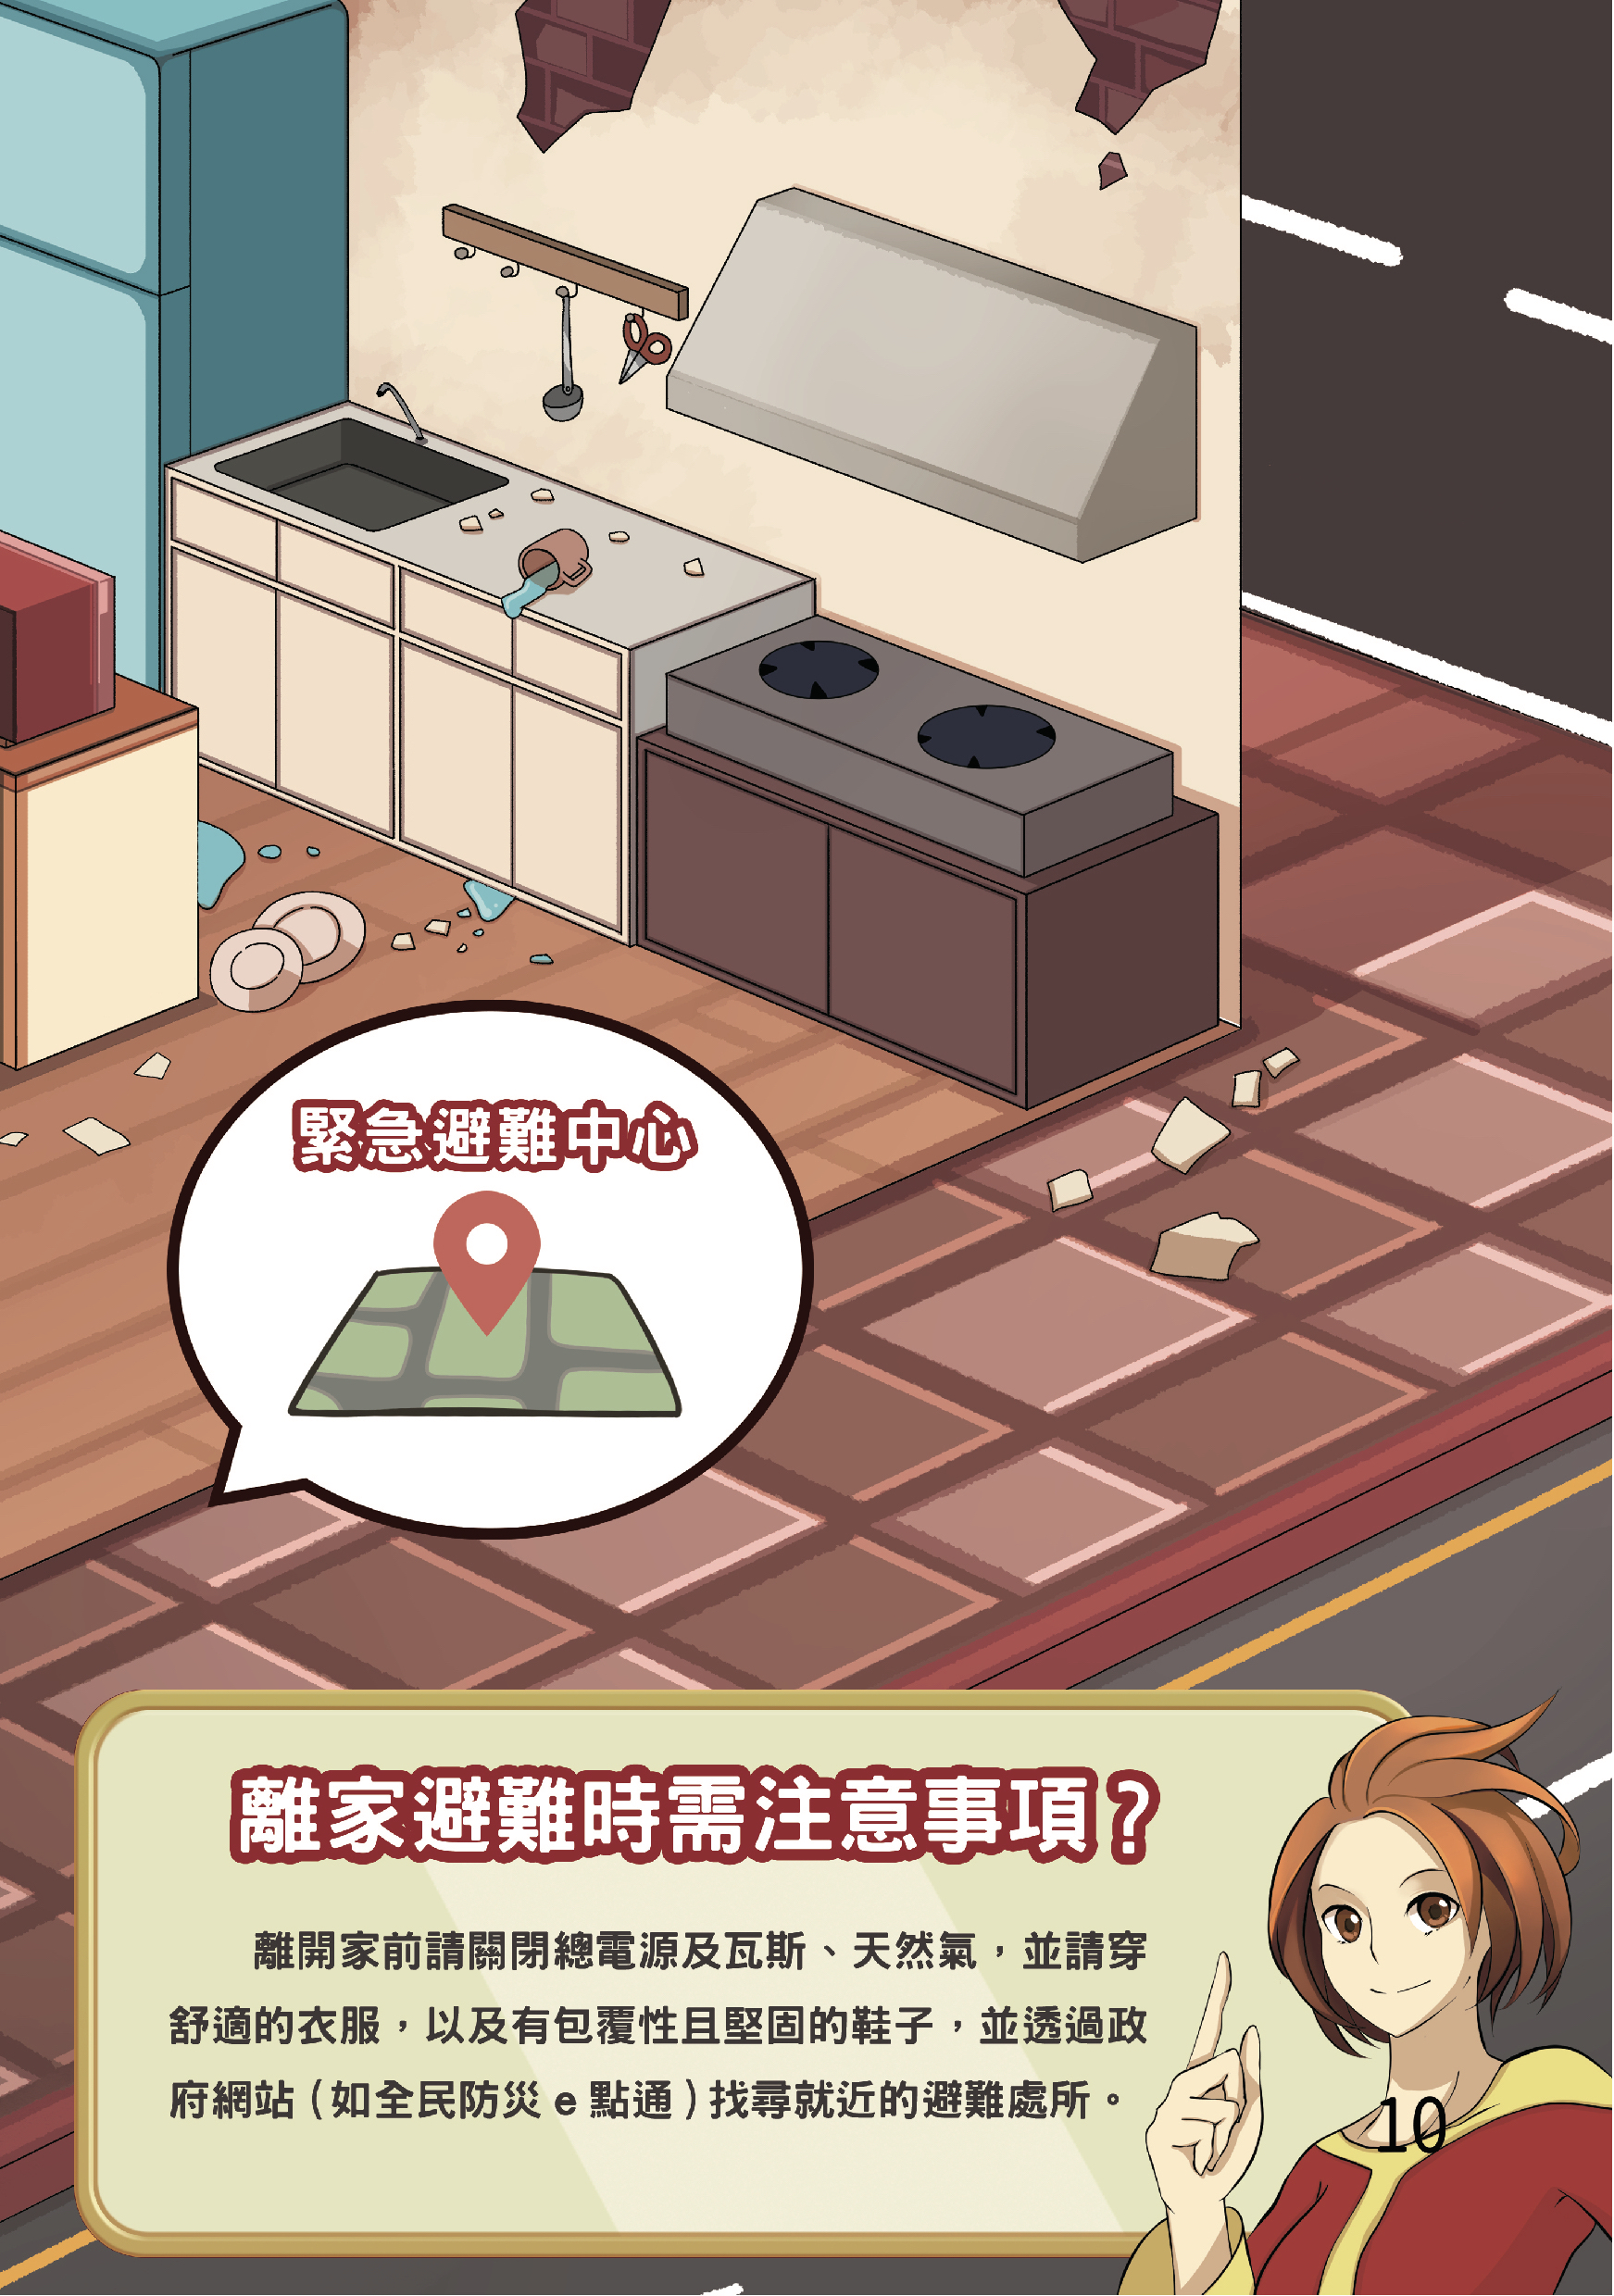 緊急避難中心
離家避難時需注意事項？
離開家前請關閉總電源及瓦斯、天然氣，並請穿
舒適的衣服，以及有包覆性且堅固的鞋子，並透過政
府網站(如全民防災 e 點通)找尋就近的避難處所。
10